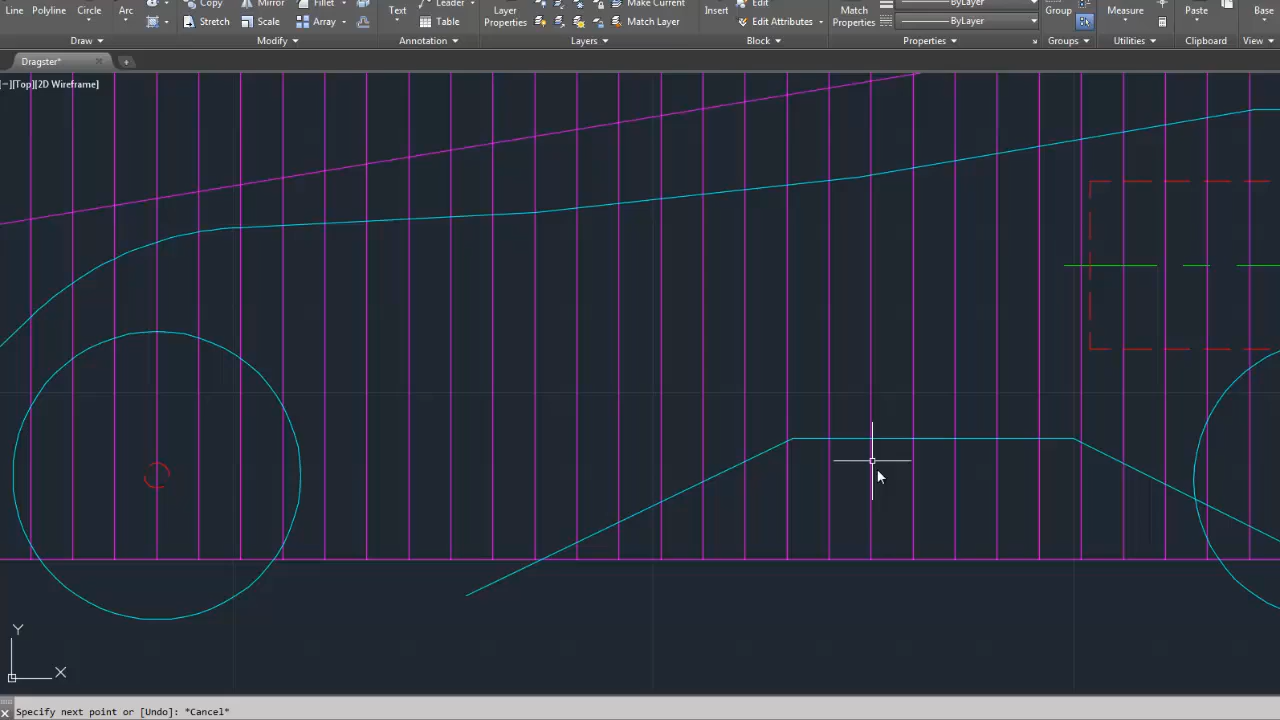 Line Polyline Circle Arc Copy Mirror Fillet Text Leader Layer Properties Make Current Insert Edit Match Properties ByLayer Group Measure Paste Base
Stretch Scale Array Table Match Layer Edit Attributes ByLayer
Draw Modify Annotation Layers Block Properties Groups Utilities Clipboard View
Dragster*
[−][Top][2D Wireframe]
Y
X
Specify next point or [Undo]: *Cancel*